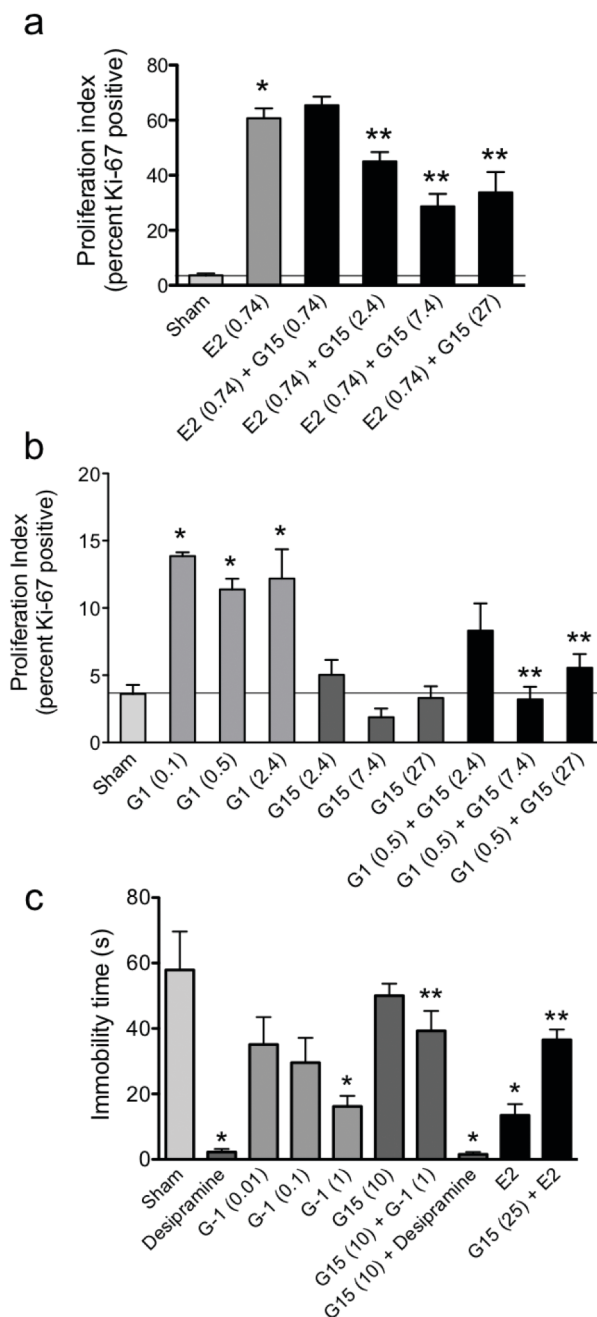 a
Proliferation index
(percent Ki-67 positive)
80
60
40
20
0
*
**
**
**
Sham
E2 (0.74)
E2 (0.74) + G15 (0.74)
E2 (0.74) + G15 (2.4)
E2 (0.74) + G15 (7.4)
E2 (0.74) + G15 (27)
b
Proliferation Index
(percent Ki-67 positive)
20
15
10
5
0
*
*
*
**
**
Sham
G1 (0.1)
G1 (0.5)
G1 (2.4)
G15 (2.4)
G15 (7.4)
G15 (27)
G1 (0.5) + G15 (2.4)
G1 (0.5) + G15 (7.4)
G1 (0.5) + G15 (27)
c
Immobility time (s)
80
60
40
20
0
*
*
**
*
*
**
Sham
Desipramine
G-1 (0.01)
G-1 (0.1)
G-1 (1)
G15 (10)
G15 (10) + G-1 (1)
G15 (10) + Desipramine
E2
G15 (25) + E2